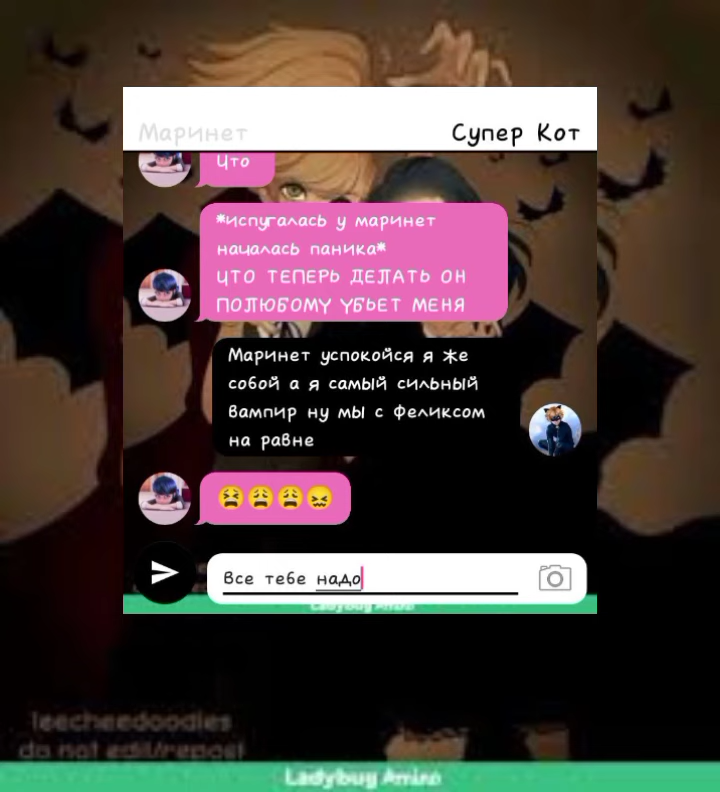 Маринет
Супер Кот
Что
*испугалась у маринет
началась паника*
ЧТО ТЕПЕРЬ ДЕЛАТЬ ОН
ПОЛЮБОМУ УБЬЕТ МЕНЯ
Маринет успокойся я же
собой а я самый сильный
вампир ну мы с Феликсом
на равне
😫😩😩😖
Все тебе надо
Ladybug Amino
leecheedoodles
do not edit/repost
Ladybug Amino